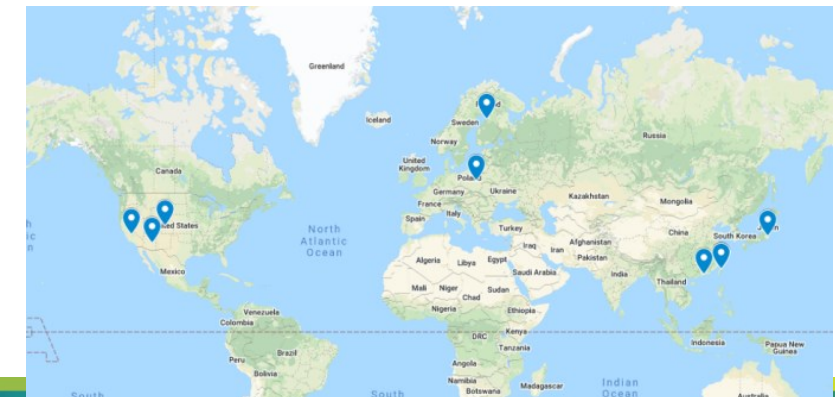 Greenland
Iceland
Sweden
Norway
Russia
Canada
United
Kingdom
Poland
Germany
Ukraine
Kazakhstan
Mongolia
France
Spain
Italy
Turkey
ed States
North
Atlantic
Ocean
China
South Korea
Iraq
Iran
Afghanistan
Pakistan
Algeria
Libya
Egypt
Saudi Arabia
India
Thailand
Mexico
Mali
Niger
Chad
Sudan
Nigeria
Ethiopia
Venezuela
Colombia
DRC
Kenya
Tanzania
Indonesia
Papua New
Guinea
Peru
Brazil
Bolivia
Angola
Namibia
Botswana
Madagascar
Indian
Ocean
Australia
South
South